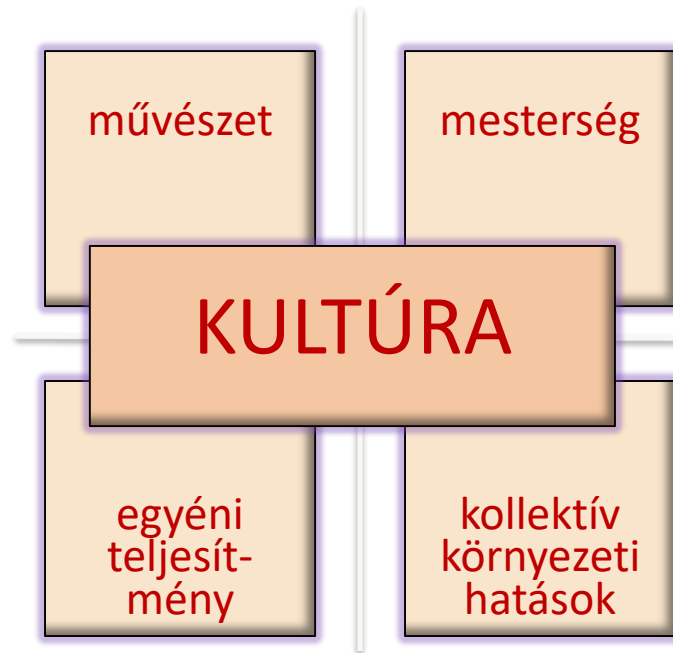 művészet
mesterség
KULTÚRA
egyéni
teljesít-
mény
kollektív
környezeti
hatások